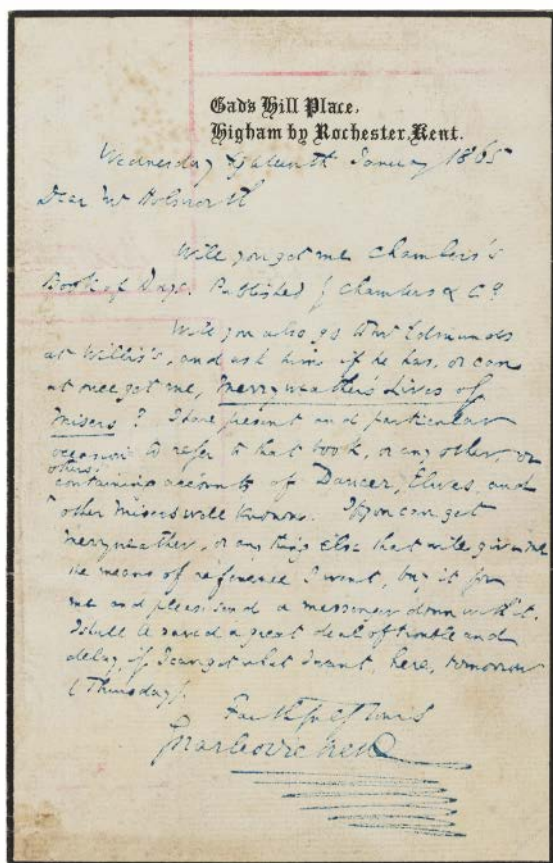 Gad's Hill Place,
Higham by Rochester, Kent.
Wednesday Eighteenth January 1865
Dear Mr Holsworth
Will you get me Chambers's
Book of Days. Published by Chambers & Co.
Will you also go to Mr Edmunds
at Willis's, and ask him if he has, or can
at once get me, Merryweather's Lives of
Misers? I have present and particular
occasion to refer to that book, or any other, or
others,
containing accounts of Dancer, Elwes, and
other Misers well known. If you can get
Merryweather, or any thing else that will give me
the means of reference I want, buy it for
me and please send a messenger down with it.
I shall be saved a great deal of trouble and
delay, if I can get what I want, here, tomorrow
(Thursday).
Faithfully Yours
Charles Dickens